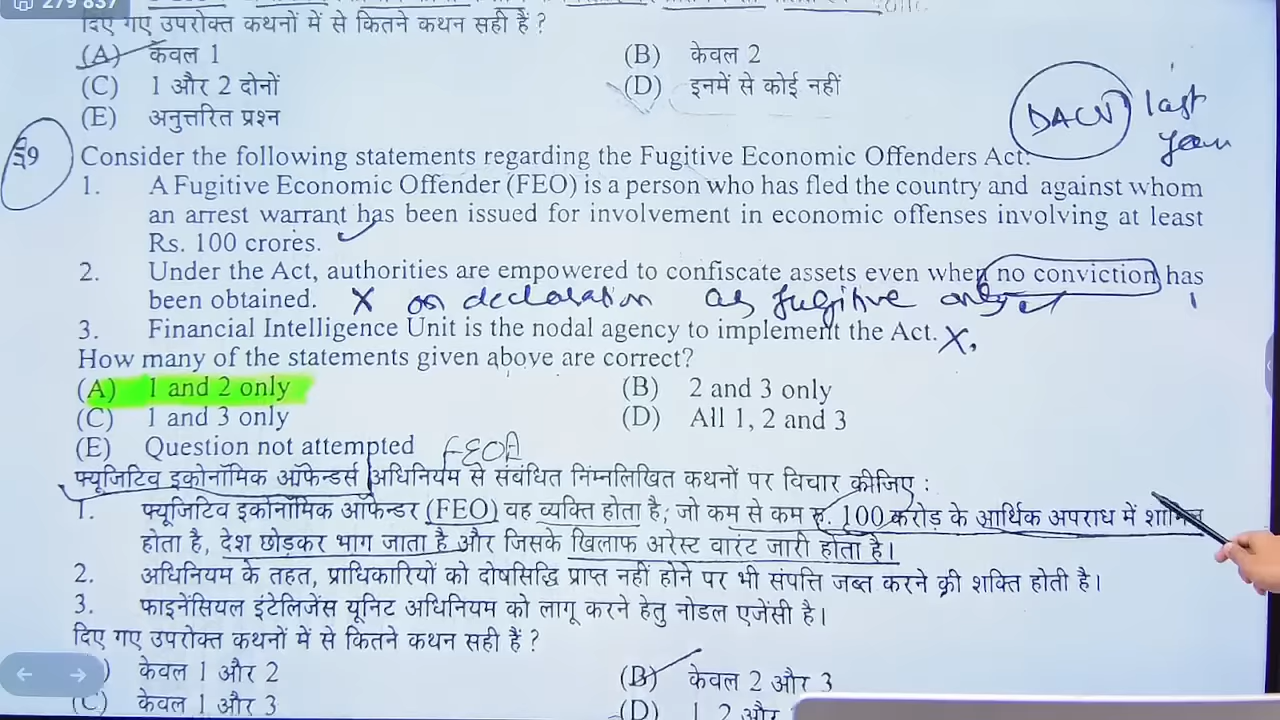 279 837
दिए गए उपरोक्त कथनों में से कितने कथन सही हैं ?
(A) केवल 1 (B) केवल 2
(C) 1 और 2 दोनों (D) इनमें से कोई नहीं
(E) अनुत्तरित प्रश्न
DACN last year
59
Consider the following statements regarding the Fugitive Economic Offenders Act:
1. A Fugitive Economic Offender (FEO) is a person who has fled the country and against whom
an arrest warrant has been issued for involvement in economic offenses involving at least
Rs. 100 crores.
2. Under the Act, authorities are empowered to confiscate assets even when no conviction has
been obtained. X on declaration as fugitive only
3. Financial Intelligence Unit is the nodal agency to implement the Act. X
How many of the statements given above are correct?
(A) 1 and 2 only (B) 2 and 3 only
(C) 1 and 3 only (D) All 1, 2 and 3
(E) Question not attempted FEOA
फ्यूजिटिव इकोनॉमिक ऑफेन्डर्स अधिनियम से संबंधित निम्नलिखित कथनों पर विचार कीजिए :
1. फ्यूजिटिव इकोनॉमिक ऑफेन्डर (FEO) वह व्यक्ति होता है; जो कम से कम रु. 100 करोड़ के आर्थिक अपराध में शामिल
होता है, देश छोड़कर भाग जाता है और जिसके खिलाफ अरेस्ट वारंट जारी होता है।
2. अधिनियम के तहत, प्राधिकारियों को दोषसिद्धि प्राप्त नहीं होने पर भी संपत्ति जब्त करने की शक्ति होती है।
3. फाइनेंसियल इंटेलिजेंस यूनिट अधिनियम को लागू करने हेतु नोडल एजेंसी है।
दिए गए उपरोक्त कथनों में से कितने कथन सही हैं ?
) केवल 1 और 2 (B) केवल 2 और 3
(C) केवल 1 और 3 (D) 1, 2 और